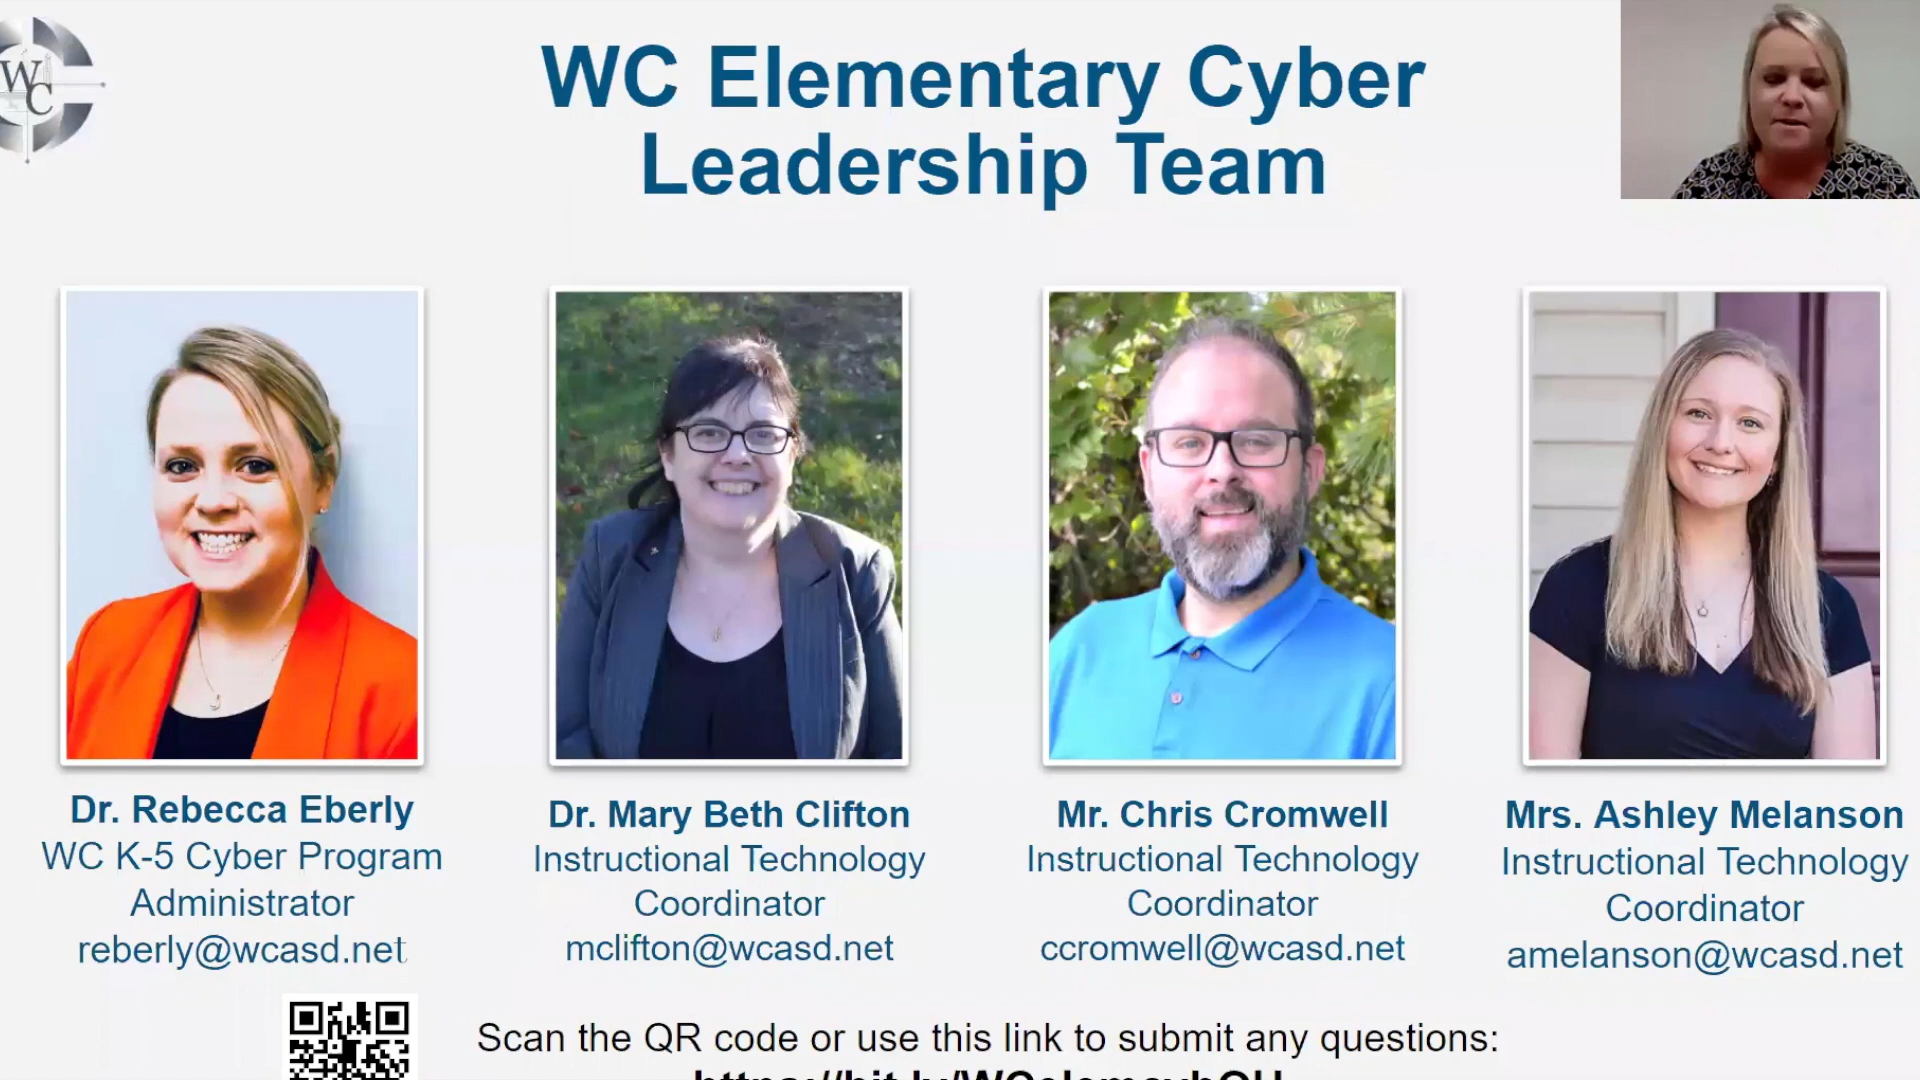 WC
WC Elementary Cyber
Leadership Team
Dr. Rebecca Eberly
WC K-5 Cyber Program
Administrator
reberly@wcasd.net
Dr. Mary Beth Clifton
Instructional Technology
Coordinator
mclifton@wcasd.net
Mr. Chris Cromwell
Instructional Technology
Coordinator
ccromwell@wcasd.net
Mrs. Ashley Melanson
Instructional Technology
Coordinator
amelanson@wcasd.net
Scan the QR code or use this link to submit any questions: